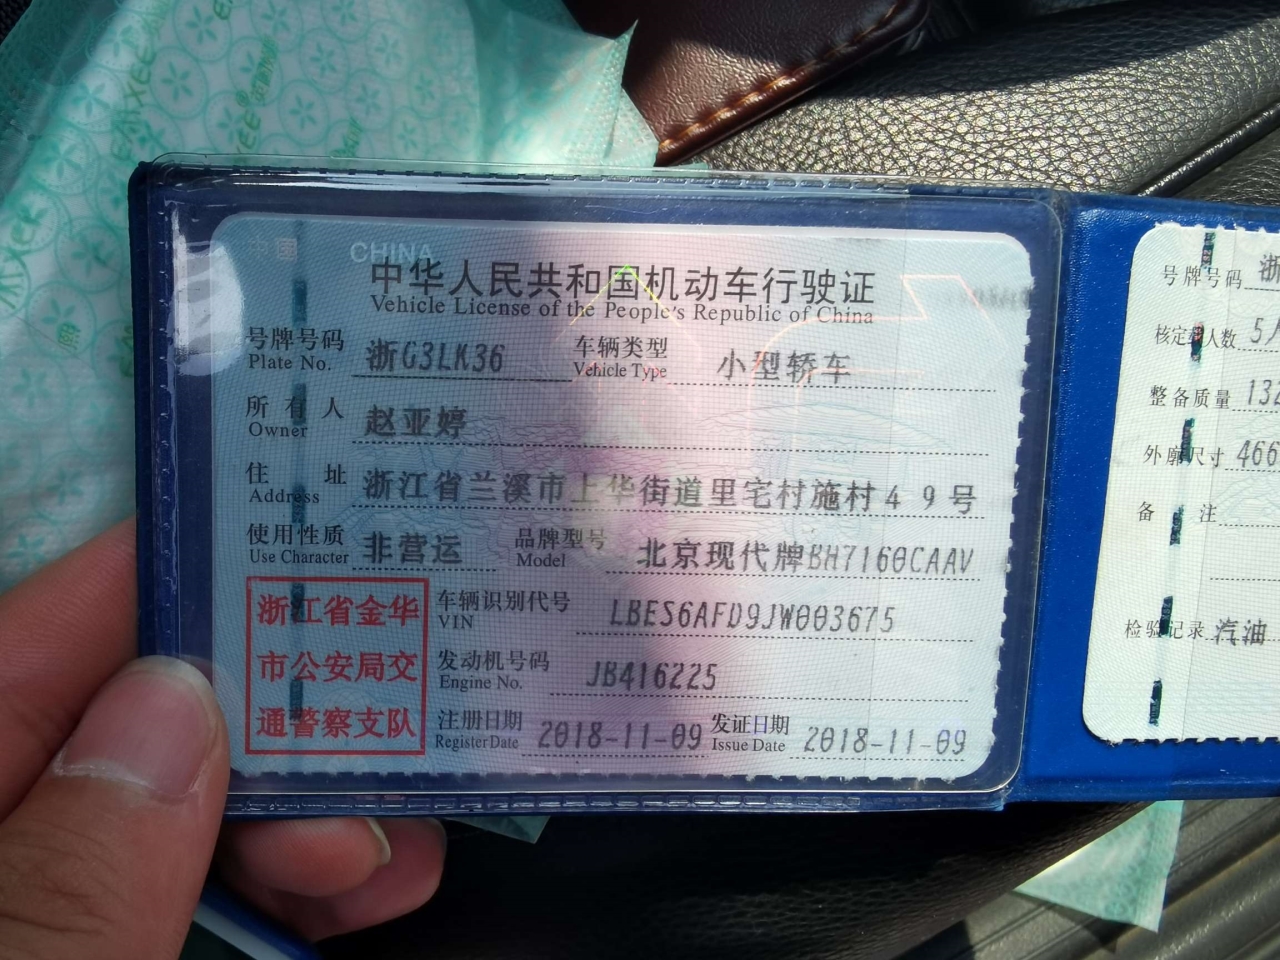 中国 CHINA
中华人民共和国机动车行驶证
Vehicle License of the People's Republic of China
号牌号码 浙G3LK36 车辆类型 小型轿车
Plate No. Vehicle Type
所有人 赵亚婷
Owner
住址 浙江省兰溪市上华街道里宅村施村49号
Address
使用性质 非营运 品牌型号 北京现代牌BH7160CAAV
Use Character Model
浙江省金华
市公安局交
通警察支队
车辆识别代号 LBES6AFD9JW003675
VIN
发动机号码 JB416225
Engine No.
注册日期 2018-11-09 发证日期 2018-11-09
Register Date Issue Date
号牌号码 浙
核定载人数 5
整备质量 132
外廓尺寸 466
备注
检验记录 汽油